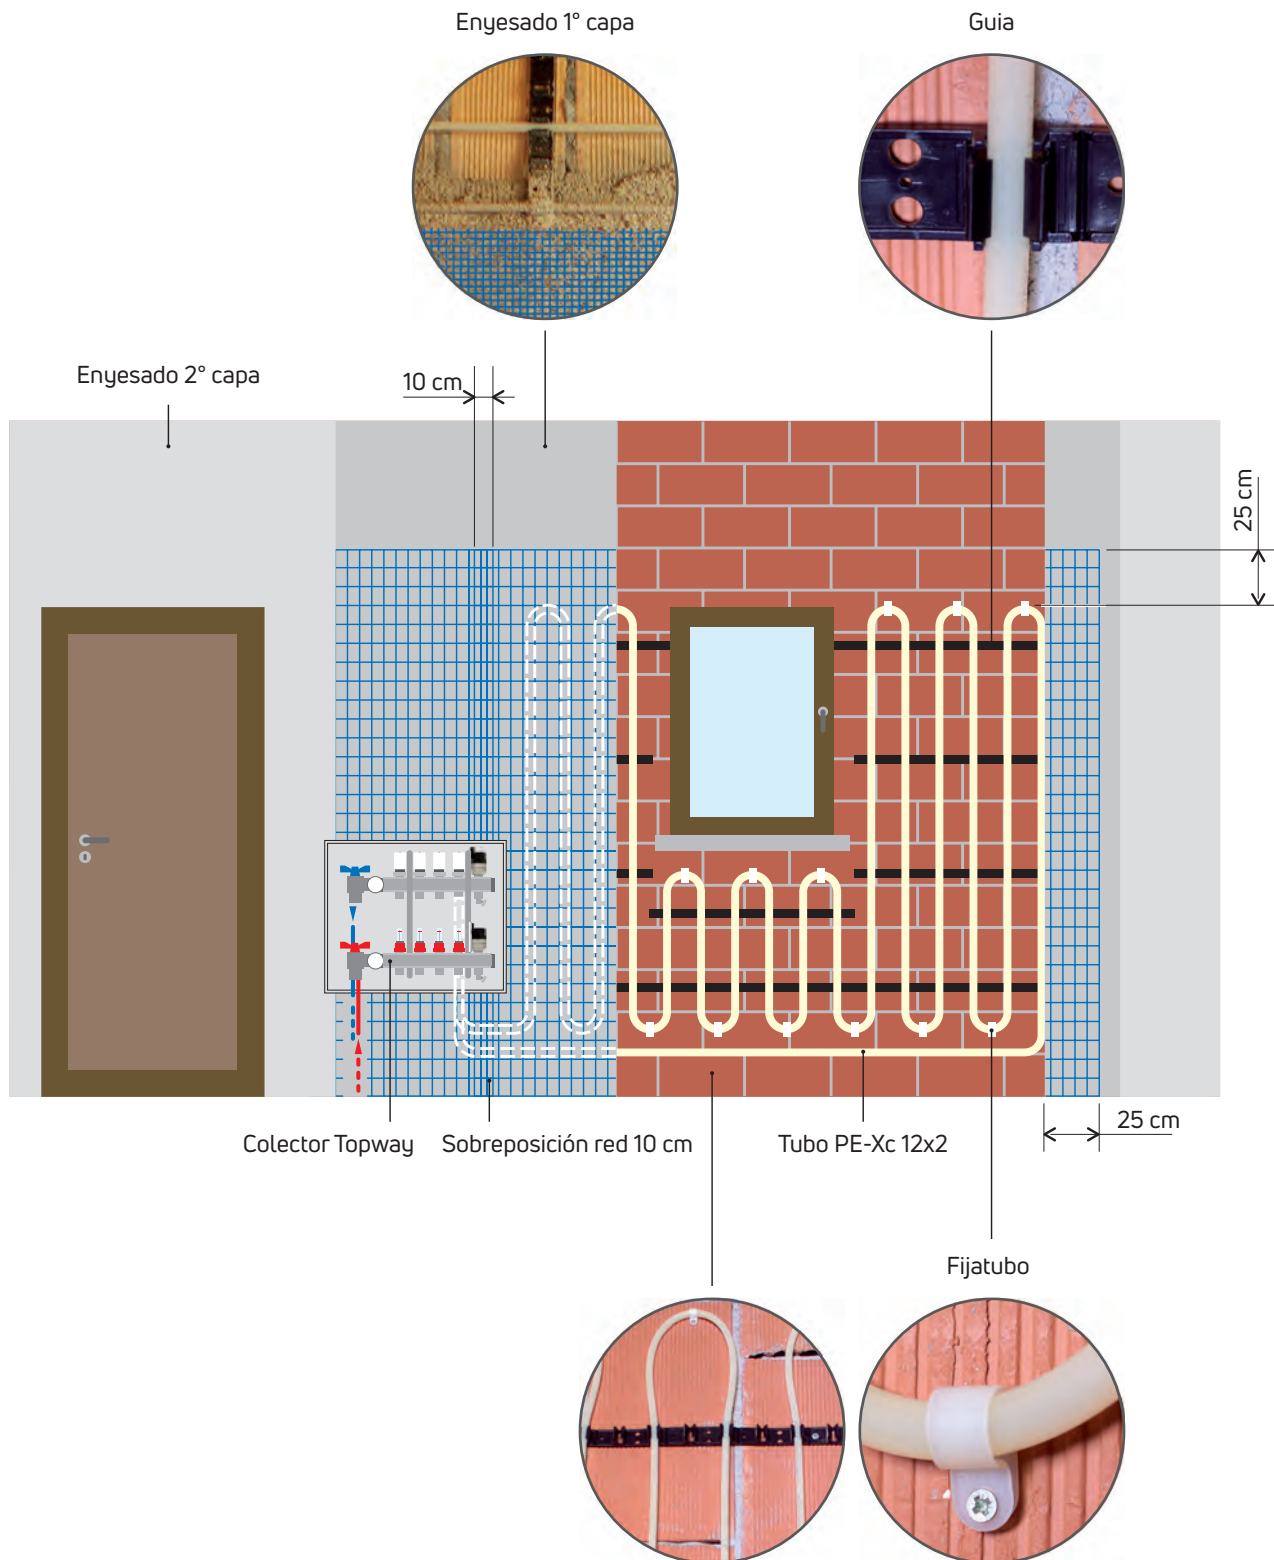 Enyesado 1° capa
Guia
Enyesado 2° capa
10 cm
25 cm
25 cm
Colector Topway
Sobreposición red 10 cm
Tubo PE-Xc 12x2
Fijatubo